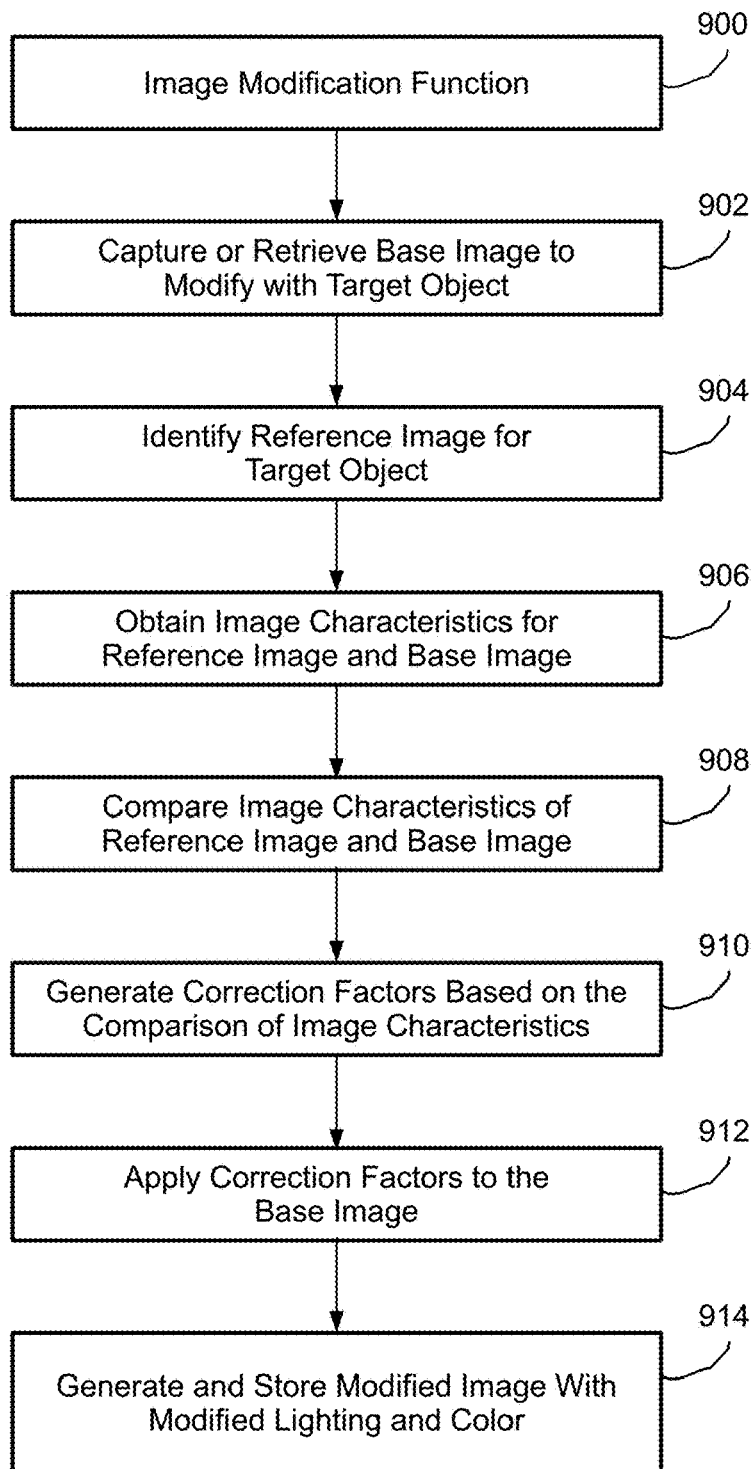 900
Image Modification Function
902
Capture or Retrieve Base Image to
Modify with Target Object
904
Identify Reference Image for
Target Object
906
Obtain Image Characteristics for
Reference Image and Base Image
908
Compare Image Characteristics of
Reference Image and Base Image
910
Generate Correction Factors Based on the
Comparison of Image Characteristics
912
Apply Correction Factors to the
Base Image
914
Generate and Store Modified Image With
Modified Lighting and Color